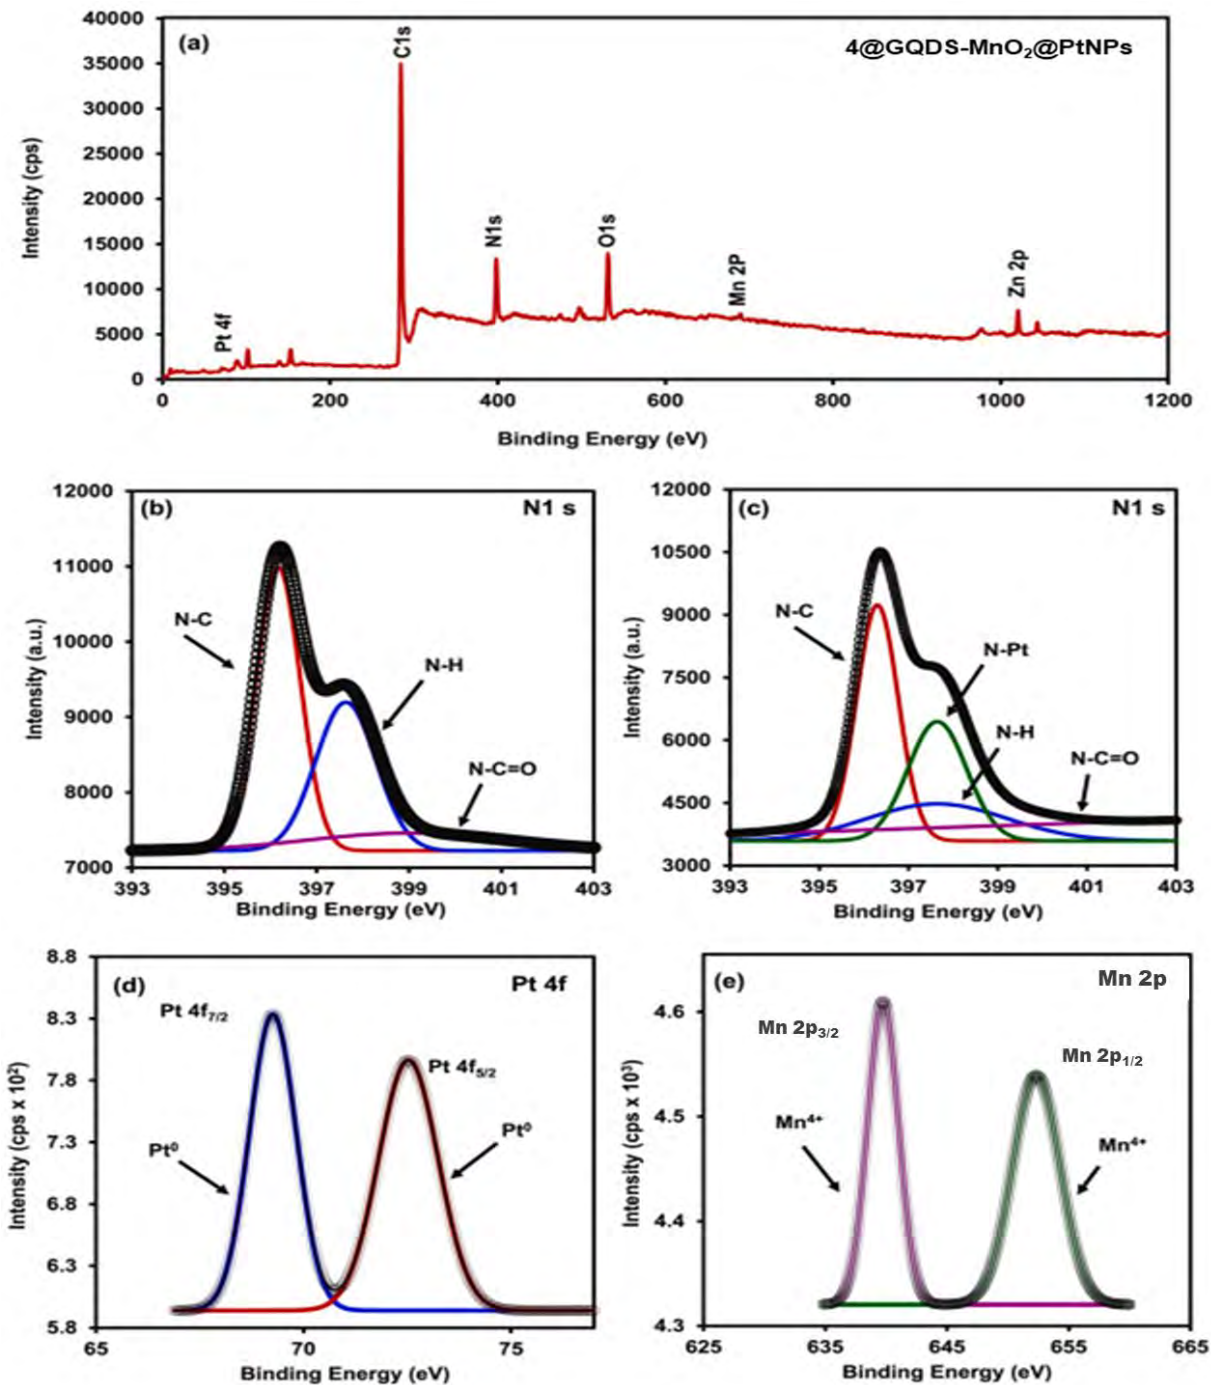 (a)
4@GQDS-MnO₂@PtNPs
40000
35000
30000
25000
20000
15000
10000
5000
0
Intensity (cps)
Pt 4f
C1s
N1s
O1s
Mn 2P
Zn 2p
0 200 400 600 800 1000 1200
Binding Energy (eV)
(b)
N1 s
12000
11000
10000
9000
8000
7000
Intensity (a.u.)
N-C
N-H
N-C=O
393 395 397 399 401 403
Binding Energy (eV)
(c)
N1 s
12000
10500
9000
7500
6000
4500
3000
Intensity (a.u.)
N-C
N-Pt
N-H
N-C=O
393 395 397 399 401 403
Binding Energy (eV)
(d)
Pt 4f
8.8
8.3
7.8
7.3
6.8
6.3
5.8
Intensity (cps x 10²)
Pt 4f₇/₂
Pt 4f₅/₂
Pt⁰
Pt⁰
65 70 75
Binding Energy (eV)
(e)
Mn 2p
4.6
4.5
4.4
4.3
Intensity (cps x 10³)
Mn 2p₃/₂
Mn 2p₁/₂
Mn⁴⁺
Mn⁴⁺
625 635 645 655 665
Binding Energy (eV)